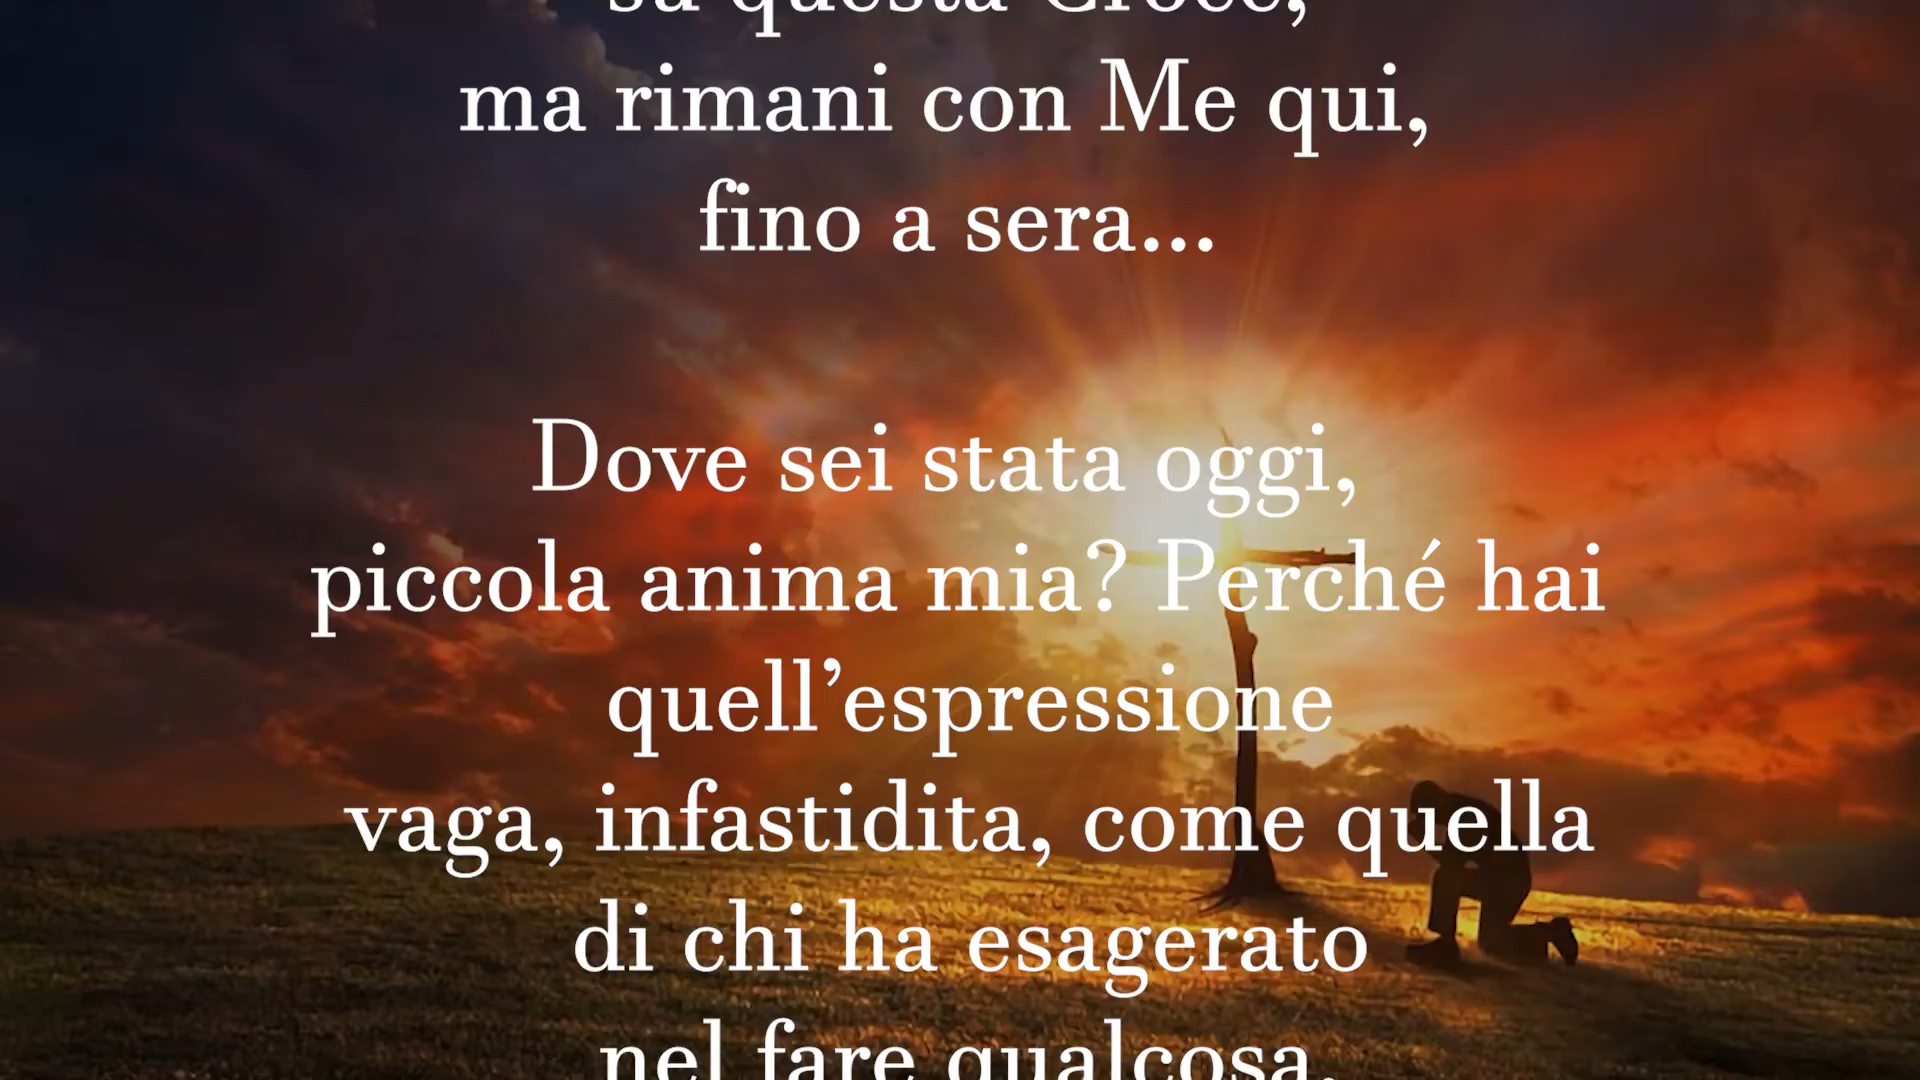 su questa Croce,
ma rimani con Me qui,
fino a sera...
Dove sei stata oggi,
piccola anima mia? Perché hai
quell’espressione
vaga, infastidita, come quella
di chi ha esagerato
nel fare qualcosa,